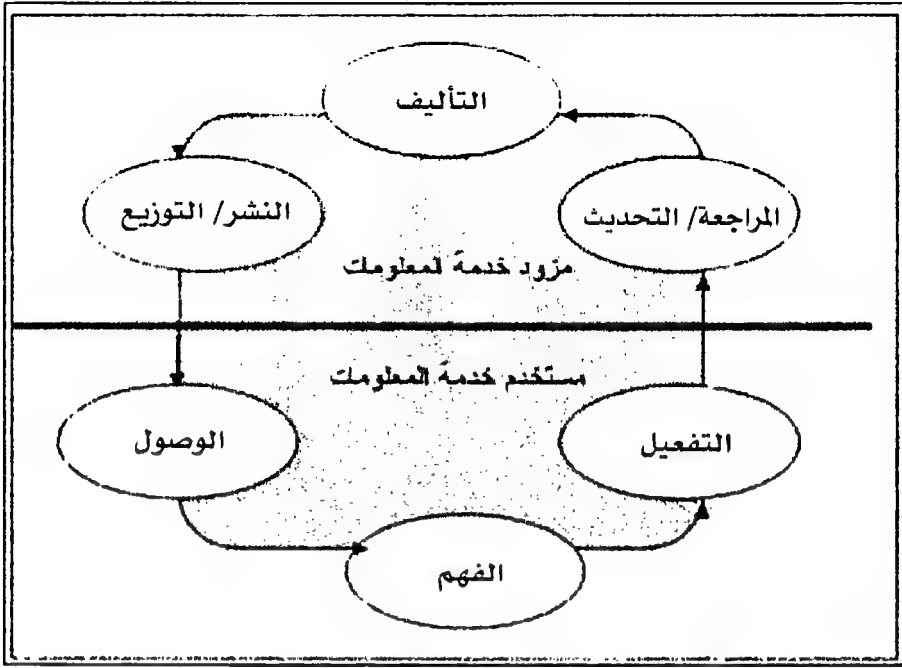 التأليف
المراجعة/ التحديث
النشر/ التوزيع
مزود خدمة المعلومات
مستخدم خدمة المعلومات
التفعيل
الوصول
الفهم